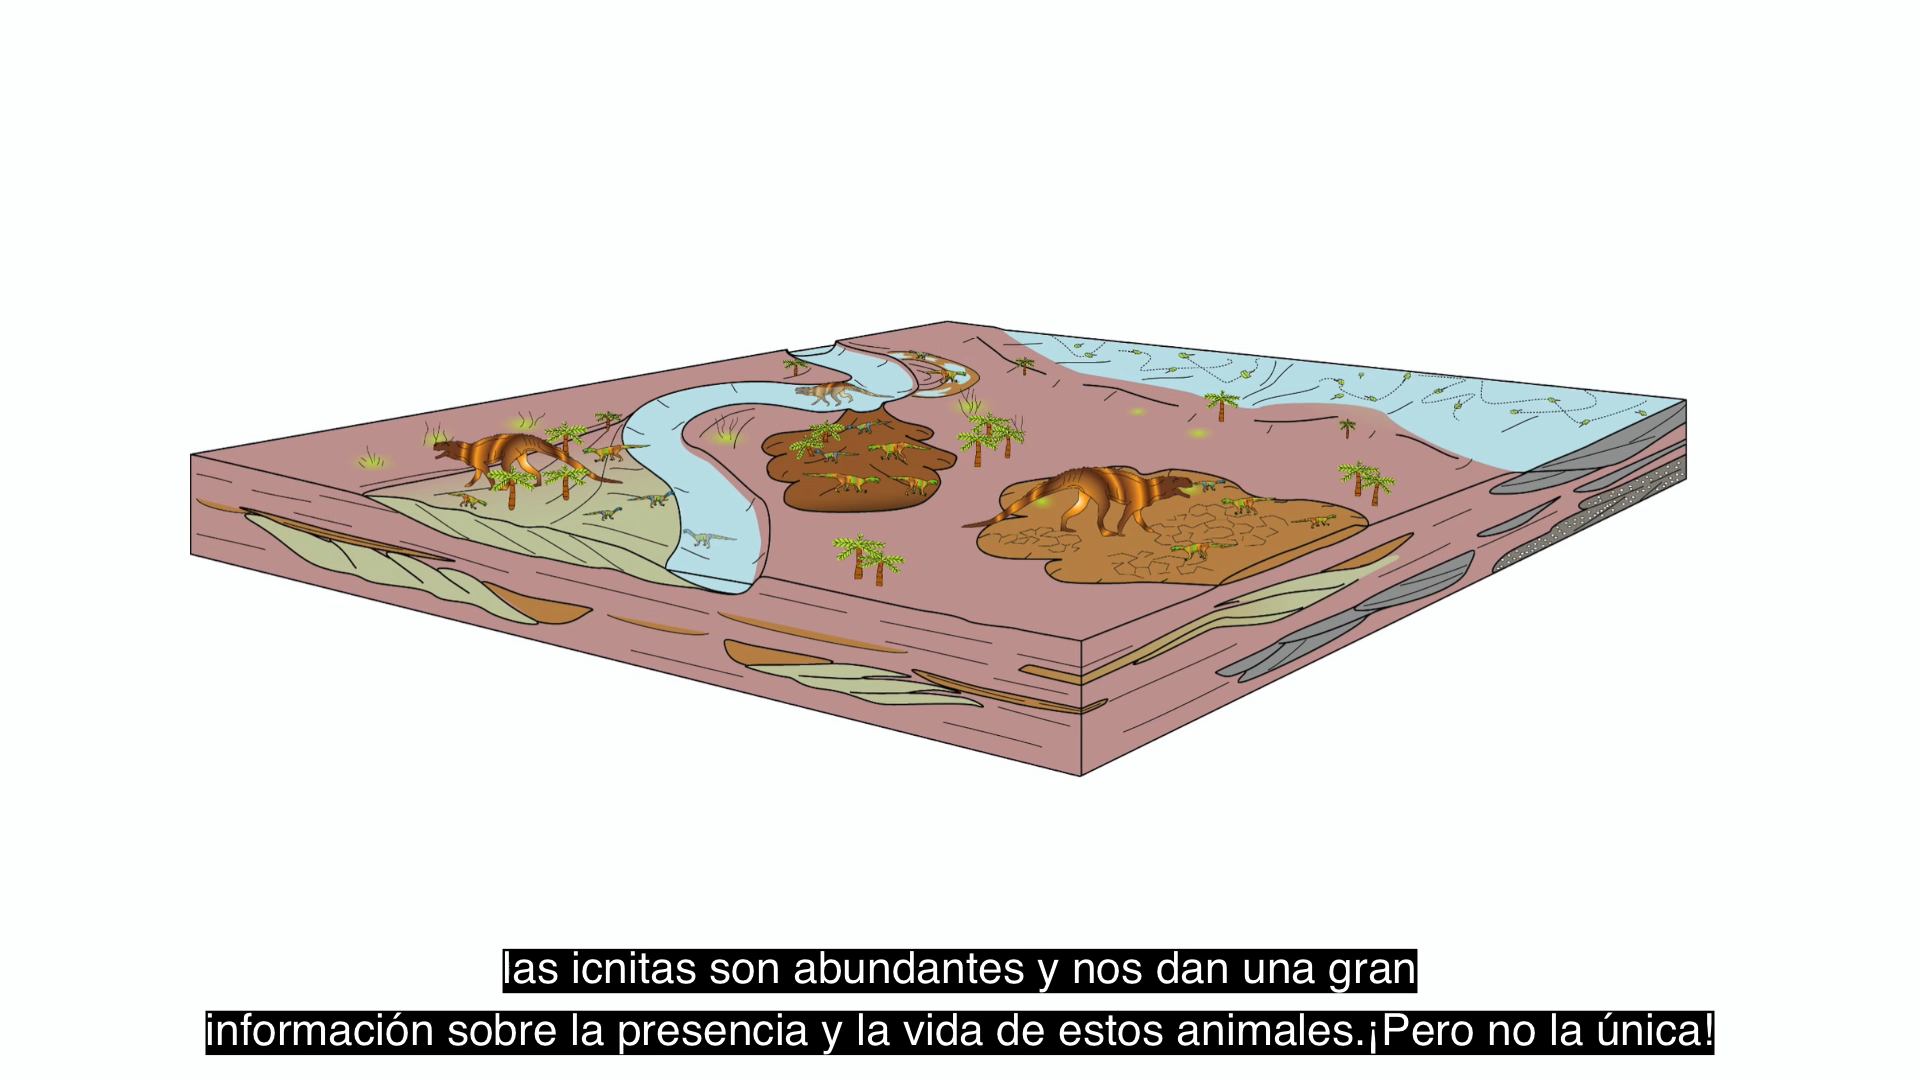 las icnitas son abundantes y nos dan una gran
información sobre la presencia y la vida de estos animales.¡Pero no la única!